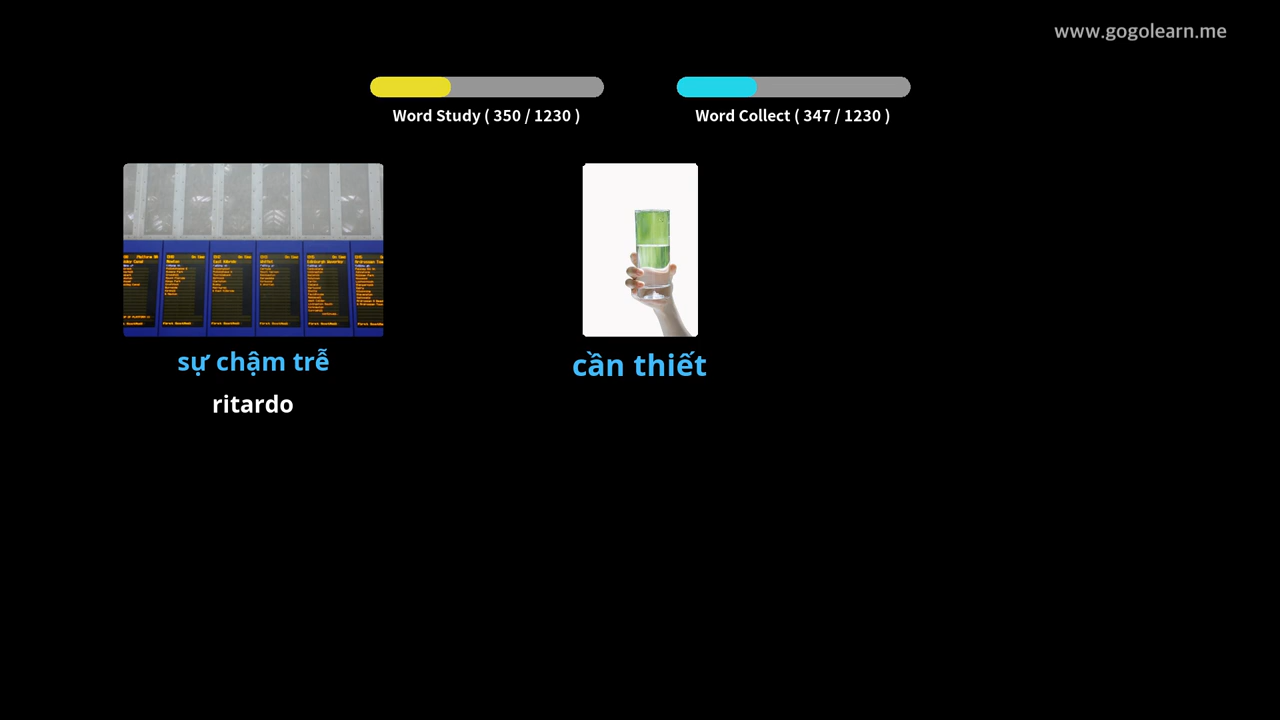 www.gogolearn.me
Word Study ( 350 / 1230 )
Word Collect ( 347 / 1230 )
sự chậm trễ
ritardo
cần thiết